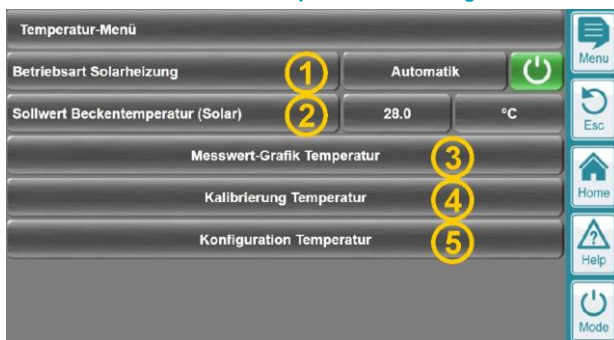 Temperatur-Menü
Betriebsart Solarheizung 1 Automatik
Sollwert Beckentemperatur (Solar) 2 28.0 °C
Messwert-Grafik Temperatur 3
Kalibrierung Temperatur 4
Konfiguration Temperatur 5
Menu
Esc
Home
? Help
Mode